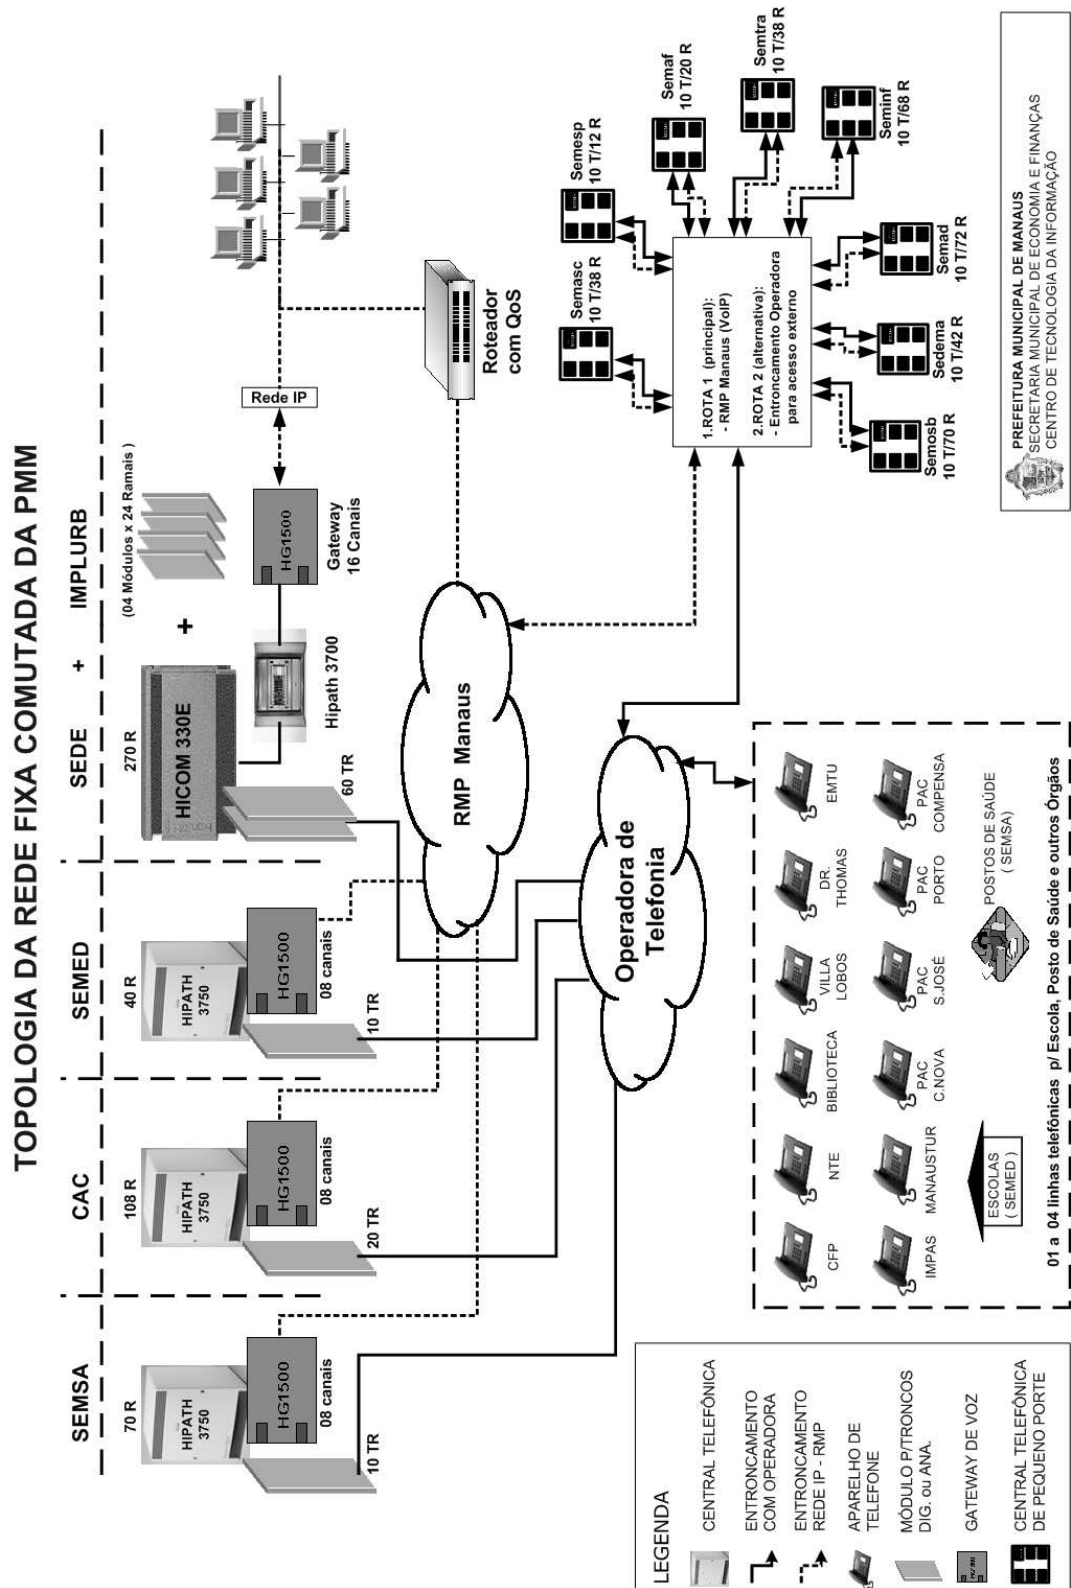 TOPOLOGIA DA REDE FIXA COMUTADA DA PMM
SEMSA
CAC
SEMED
SEDE + IMPLURB
70 R
HIPATH
3750
HG1500
08 canais
10 TR
108 R
HIPATH
3750
HG1500
08 canais
20 TR
40 R
HIPATH
3750
HG1500
08 canais
10 TR
270 R
HICOM 330E
60 TR
+
(04 Módulos x 24 Ramais )
Hipath 3700
HG1500
Gateway
16 Canais
Rede IP
Roteador
com QoS
RMP Manaus
Operadora de
Telefonia
Semasc
10 T/38 R
Semesp
10 T/12 R
Semaf
10 T/20 R
Semtra
10 T/38 R
Seminf
10 T/68 R
1.ROTA 1 (principal):
- RMP Manaus (VoIP)
2.ROTA 2 (alternativa):
- Entroncamento Operadora
para acesso externo
Semosb
10 T/70 R
Sedema
10 T/42 R
Semad
10 T/72 R
CFP
NTE
BIBLIOTECA
VILLA
LOBOS
DR.
THOMAS
EMTU
IMPAS
MANAUSTUR
PAC
C.NOVA
PAC
S.JOSÉ
PAC
PORTO
PAC
COMPENSA
ESCOLAS
( SEMED )
POSTOS DE SAÚDE
( SEMSA)
01 a 04 linhas telefônicas p/ Escola, Posto de Saúde e outros Órgãos
LEGENDA
CENTRAL TELEFÔNICA
ENTRONCAMENTO
COM OPERADORA
ENTRONCAMENTO
REDE IP - RMP
APARELHO DE
TELEFONE
MÓDULO P/TRONCOS
DIG. ou ANA.
HG1500
GATEWAY DE VOZ
CENTRAL TELEFÔNICA
DE PEQUENO PORTE
PREFEITURA MUNICIPAL DE MANAUS
SECRETARIA MUNICIPAL DE ECONOMIA E FINANÇAS
CENTRO DE TECNOLOGIA DA INFORMAÇÃO